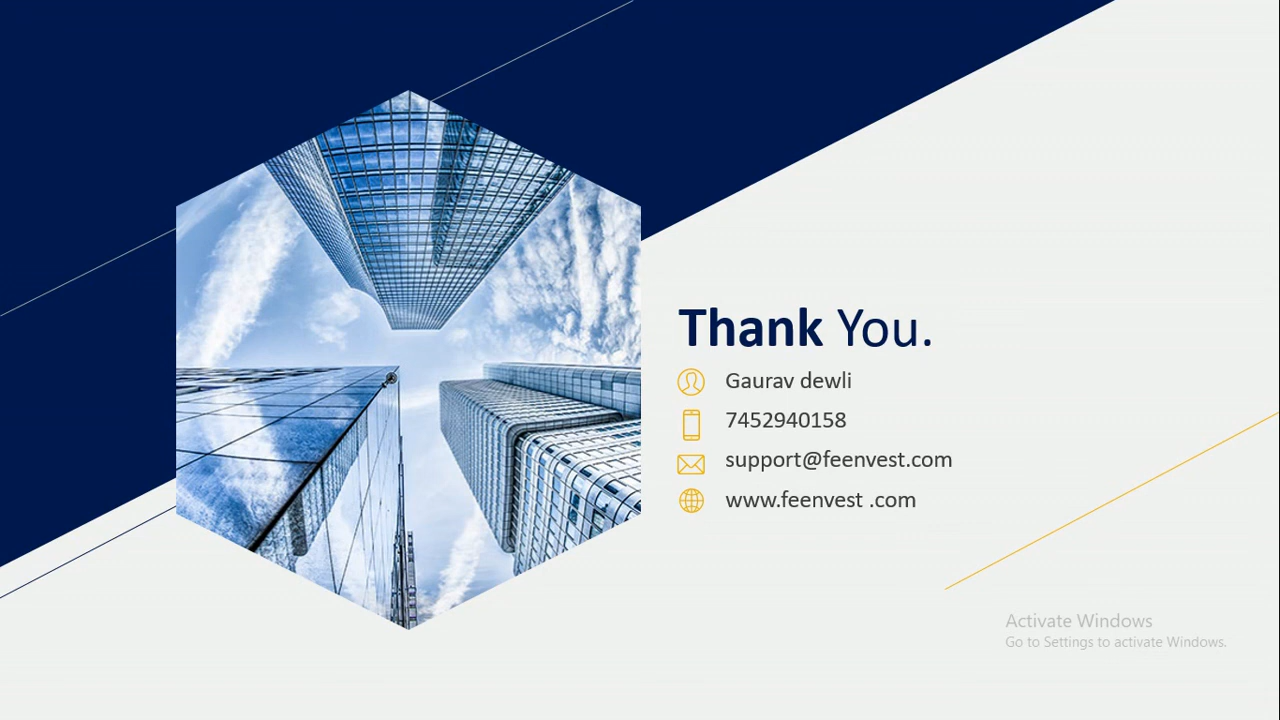 Thank You.
Gaurav dewli
7452940158
support@feenvest.com
www.feenvest .com
Activate Windows
Go to Settings to activate Windows.